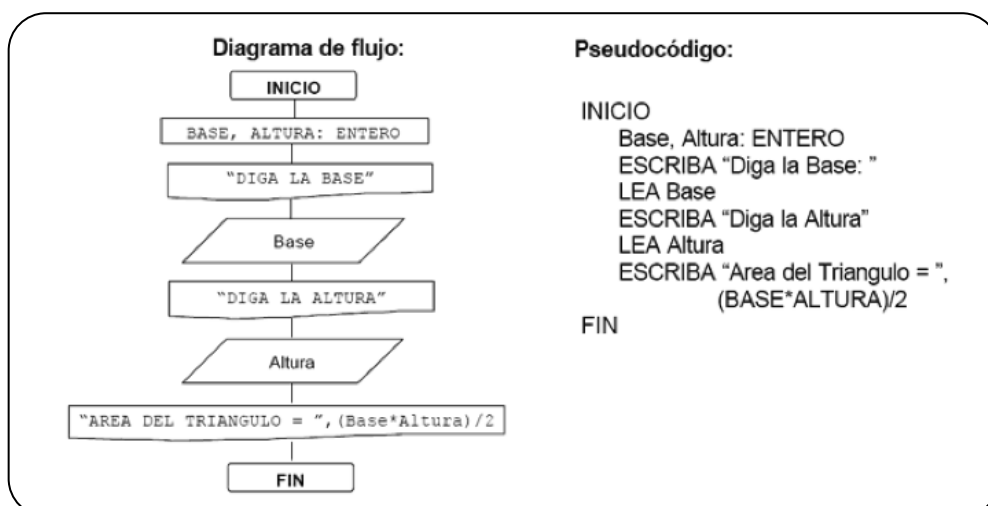 Diagrama de flujo:
INICIO
BASE, ALTURA: ENTERO
“DIGA LA BASE”
Base
“DIGA LA ALTURA”
Altura
“AREA DEL TRIANGULO = ”,(Base*Altura)/2
FIN
Pseudocódigo:
INICIO
Base, Altura: ENTERO
ESCRIBA “Diga la Base: ”
LEA Base
ESCRIBA “Diga la Altura”
LEA Altura
ESCRIBA “Area del Triangulo = ”,
(BASE*ALTURA)/2
FIN